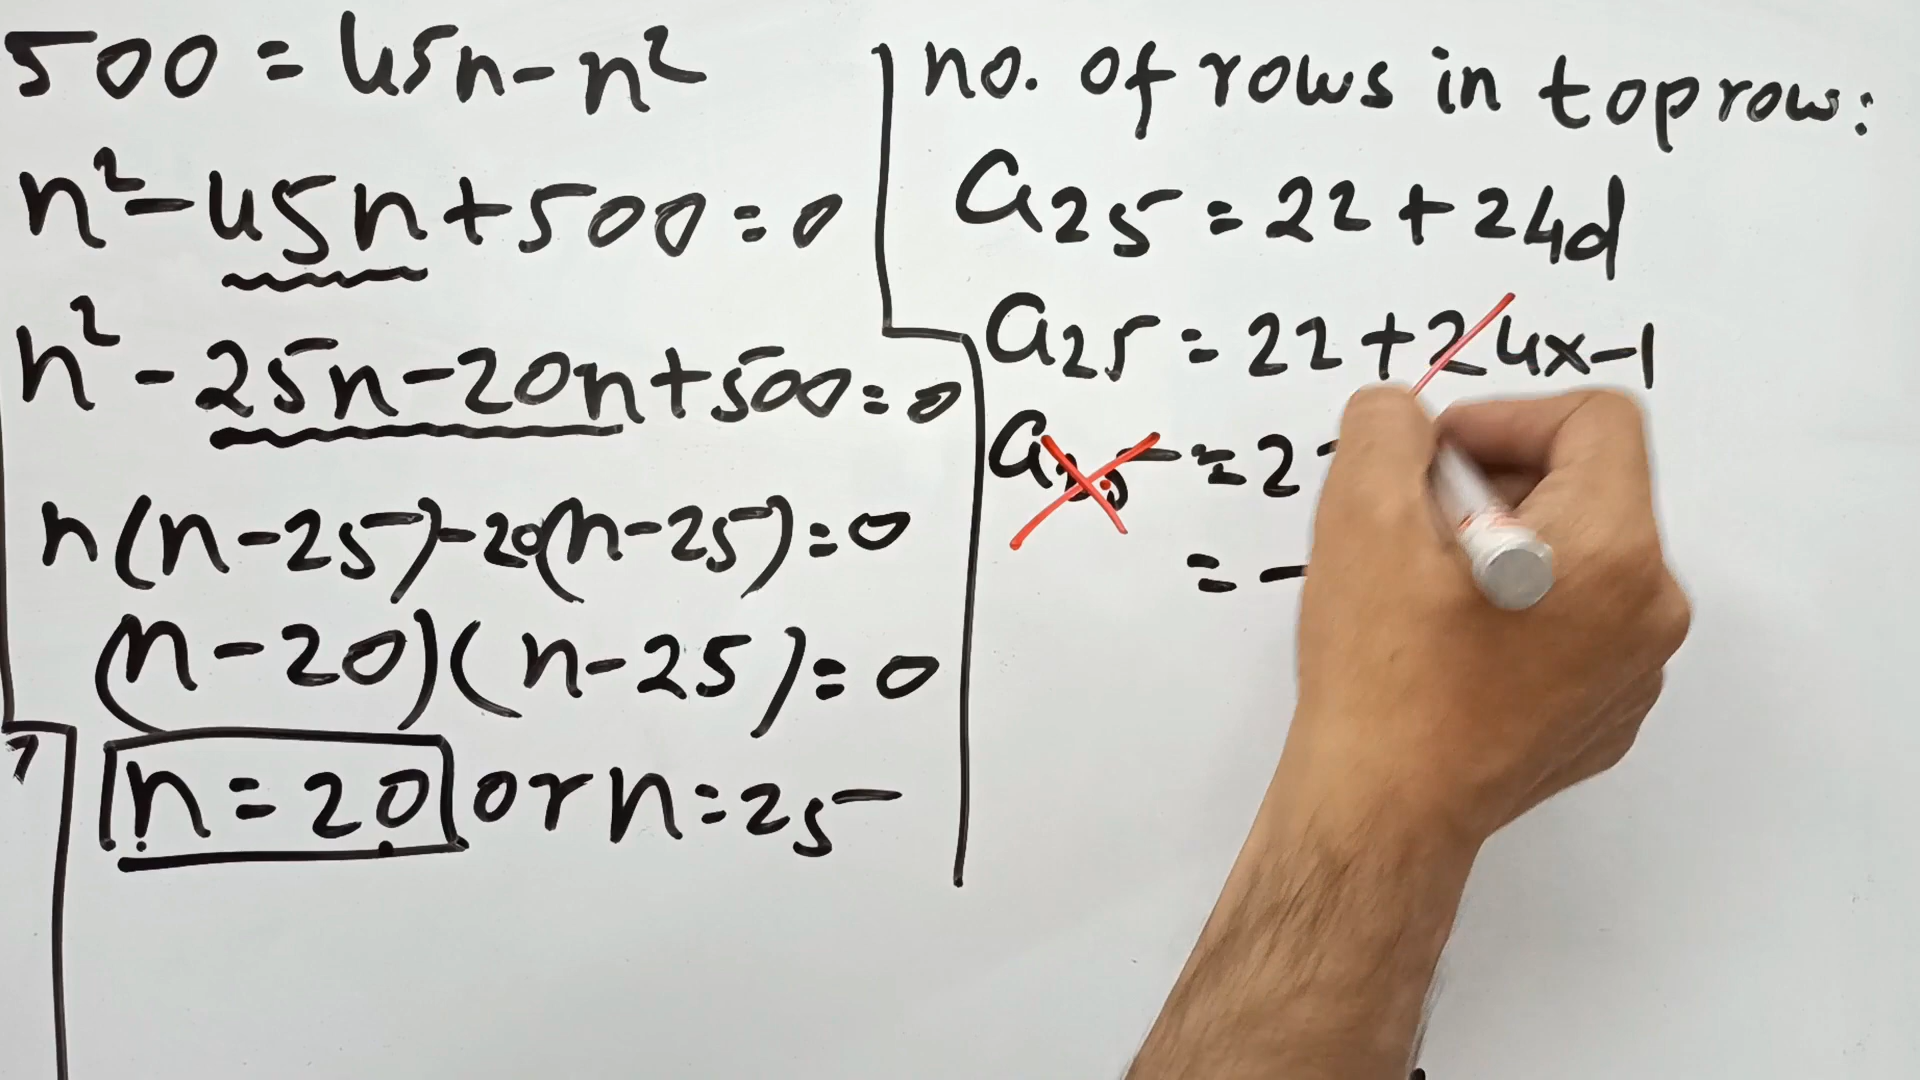 500 = 45n - n²
n² - 45n + 500 = 0
n² - 25n - 20n + 500 = 0
n(n - 25) - 20(n - 25) = 0
(n - 20)(n - 25) = 0
n = 20 or n = 25
no. of rows in top row:
a25 = 22 + 24d
a25 = 22 + 24x-1
a25 = 2
= -